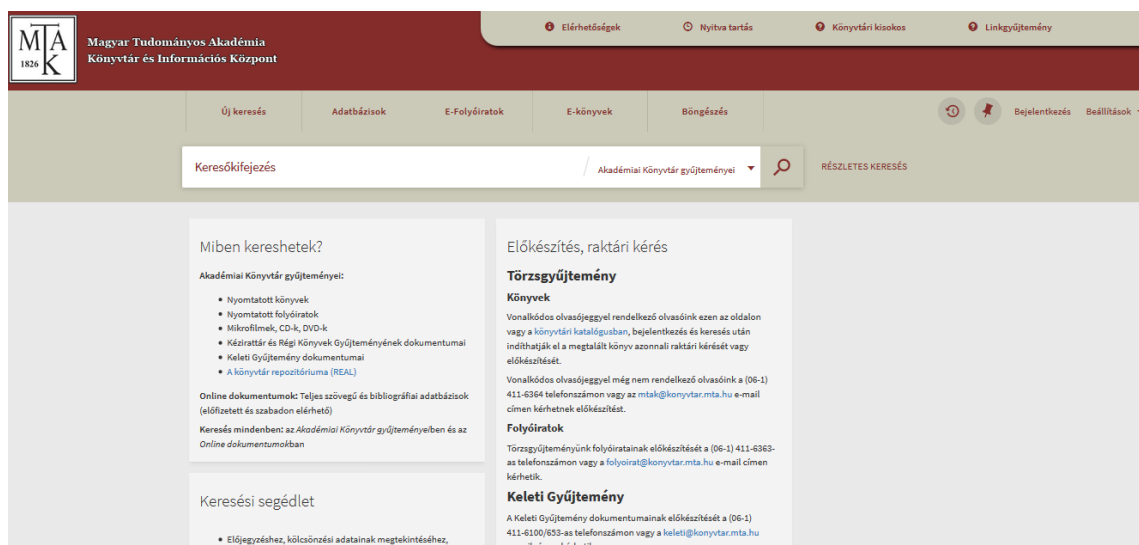 MTAK
1826
Magyar Tudományos Akadémia
Könyvtár és Információs Központ
Elérhetőségek
Nyitva tartás
Könyvtári kisokos
Linkgyűjtemény
Új keresés
Adatbázisok
E-Folyóiratok
E-könyvek
Böngészés
Bejelentkezés
Beállítások
Keresőkifejezés
Akadémiai Könyvtár gyűjteményei
RÉSZLETES KERESÉS
Miben kereshetek?
Akadémiai Könyvtár gyűjteményei:
Nyomtatott könyvek
Nyomtatott folyóiratok
Mikrofilmek, CD-k, DVD-k
Kézirattár és Régi Könyvek Gyűjteményének dokumentumai
Keleti Gyűjtemény dokumentumai
A könyvtár repozitóriuma (REAL)
Online dokumentumok: Teljes szövegű és bibliográfiai adatbázisok
(előfizetett és szabadon elérhető)
Keresés mindenben: az Akadémiai Könyvtár gyűjteményeiben és az
Online dokumentumokban
Keresési segédlet
Előjegyzéshez, kölcsönzési adatainak megtekintéséhez,
Előkészítés, raktári kérés
Törzsgyűjtemény
Könyvek
Vonalkódos olvasójeggyel rendelkező olvasóink ezen az oldalon
vagy a könyvtári katalógusban, bejelentkezés és keresés után
indíthatják el a megtalált könyv azonnali raktári kérését vagy
előkészítését.
Vonalkódos olvasójeggyel még nem rendelkező olvasóink a (06-1)
411-6364 telefonszámon vagy az mtak@konyvtar.mta.hu e-mail
címen kérhetnek előkészítést.
Folyóiratok
Törzsgyűjteményünk folyóiratainak előkészítését a (06-1) 411-6363-
as telefonszámon vagy a folyoirat@konyvtar.mta.hu e-mail címen
kérhetik.
Keleti Gyűjtemény
A Keleti Gyűjtemény dokumentumainak előkészítését a (06-1)
411-6100/653-as telefonszámon vagy a keleti@konyvtar.mta.hu